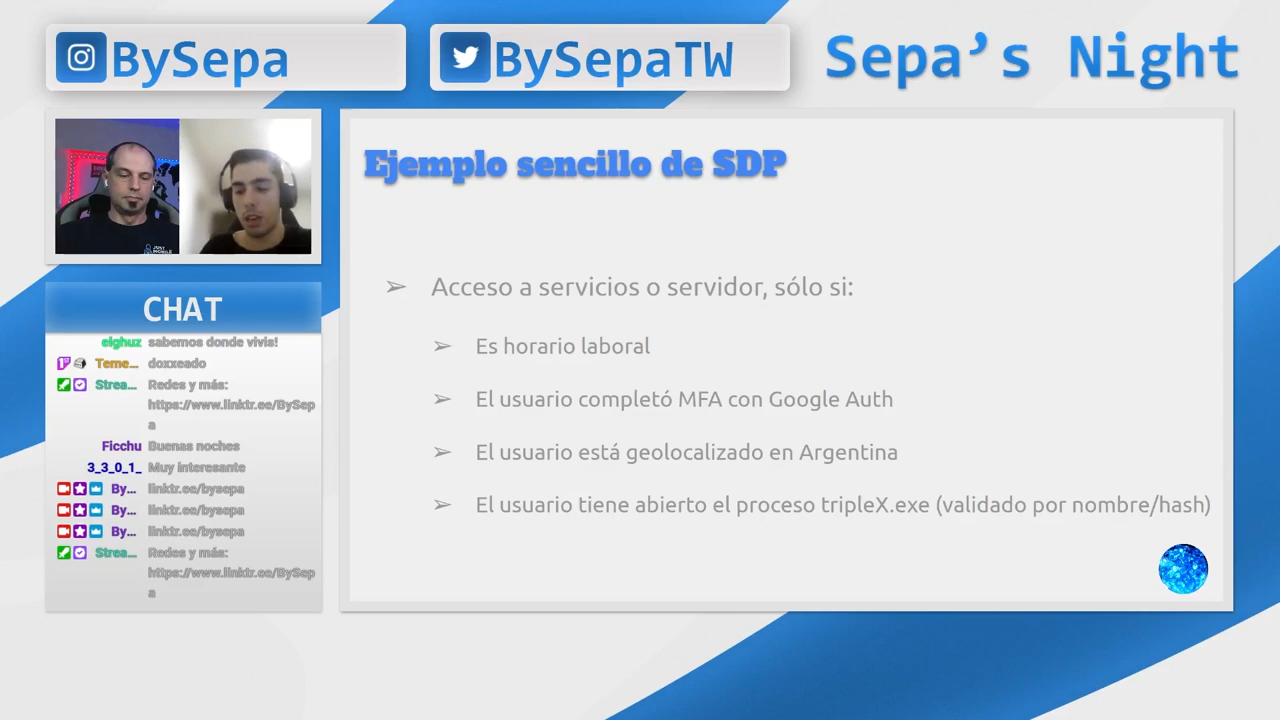 BySepa
BySepaTW
Sepa's Night
Ejemplo sencillo de SDP
➢ Acceso a servicios o servidor, sólo si:
➢ Es horario laboral
➢ El usuario completó MFA con Google Auth
➢ El usuario está geolocalizado en Argentina
➢ El usuario tiene abierto el proceso tripleX.exe (validado por nombre/hash)
CHAT
elghuz sabemos donde vivis!
Teme... doxxeado
Strea... Redes y más:
https://www.linktr.ee/BySep
a
Ficchu Buenas noches
3_3_0_1_ Muy interesante
By... linktr.ee/bysepa
By... linktr.ee/bysepa
By... linktr.ee/bysepa
Strea... Redes y más:
https://www.linktr.ee/BySep
a